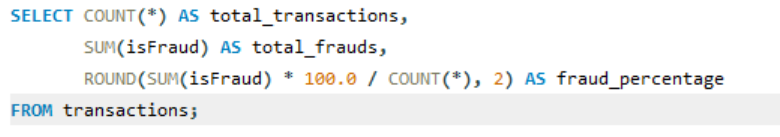 SELECT COUNT(*) AS total_transactions,
       SUM(isFraud) AS total_frauds,
       ROUND(SUM(isFraud) * 100.0 / COUNT(*), 2) AS fraud_percentage
FROM transactions;